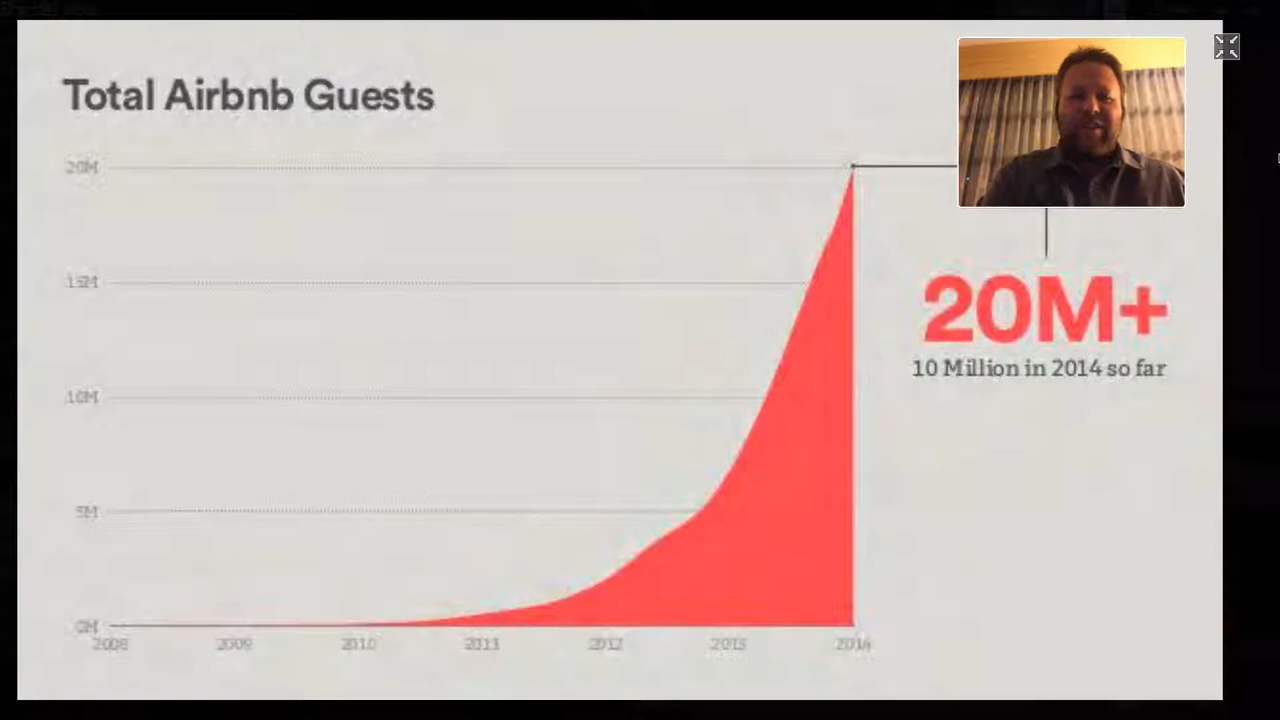 Total Airbnb Guests
20M
15M
10M
5M
0M
2008 2009 2010 2011 2012 2013 2014
20M+
10 Million in 2014 so far